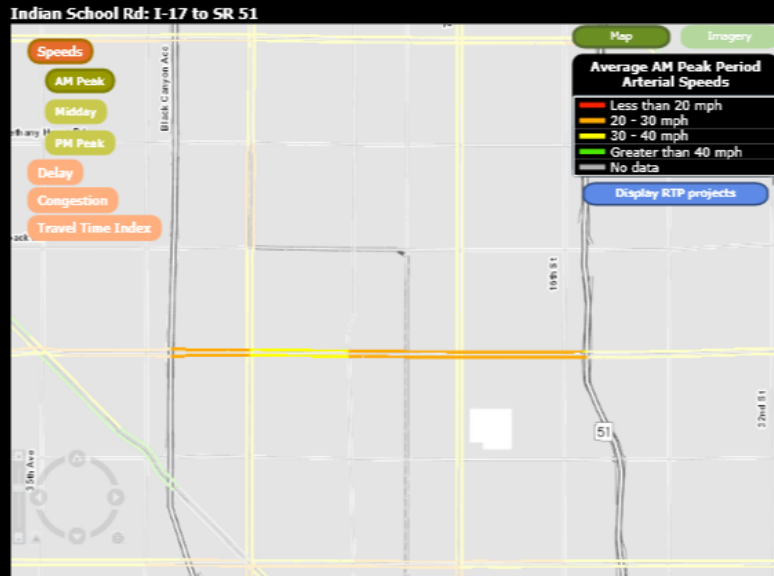 Indian School Rd: I-17 to SR 51
Speeds
AM Peak
Midday
PM Peak
Delay
Congestion
Travel Time Index
Map
Imagery
Average AM Peak Period
Arterial Speeds
Less than 20 mph
20 - 30 mph
30 - 40 mph
Greater than 40 mph
No data
Display RTP projects
Black Canyon Acc
16th St
51
32nd St
35th Ave